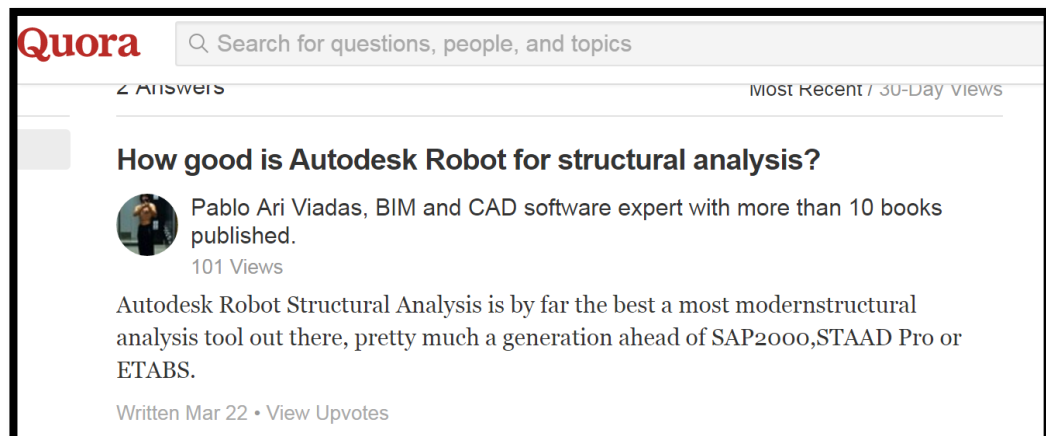 Quora
Search for questions, people, and topics
2 Answers
Most Recent / 30-Day Views
How good is Autodesk Robot for structural analysis?
Pablo Ari Viadas, BIM and CAD software expert with more than 10 books
published.
101 Views
Autodesk Robot Structural Analysis is by far the best a most modernstructural
analysis tool out there, pretty much a generation ahead of SAP2000,STAAD Pro or
ETABS.
Written Mar 22 • View Upvotes